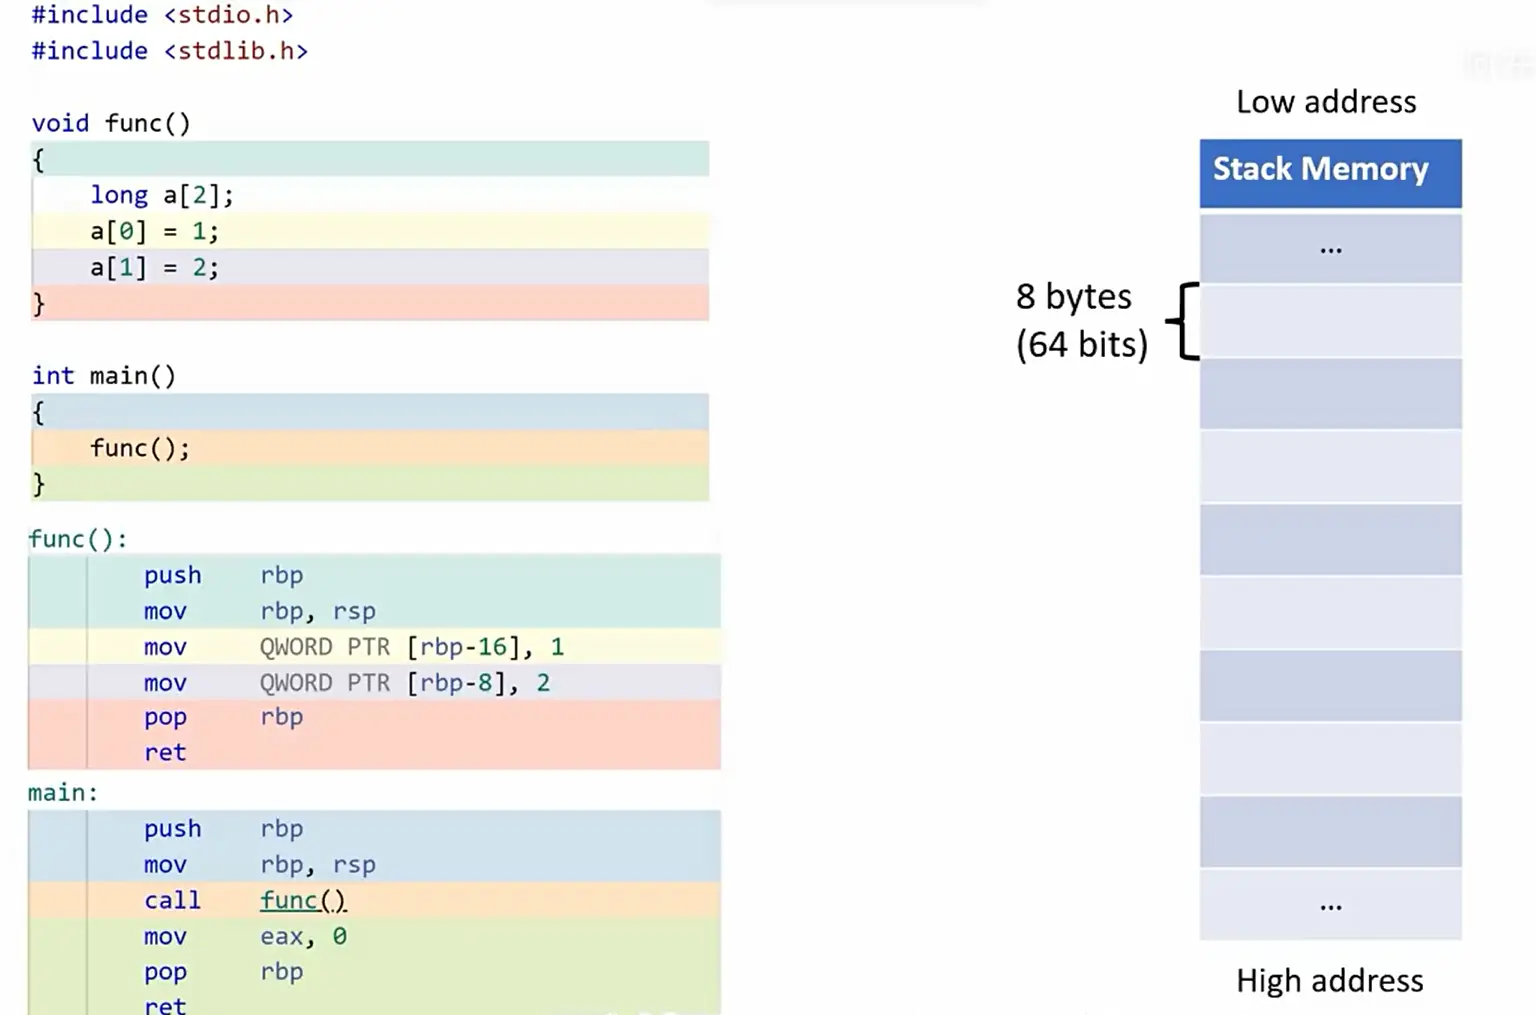 #include <stdio.h>
#include <stdlib.h>
void func()
{
    long a[2];
    a[0] = 1;
    a[1] = 2;
}
int main()
{
    func();
}
func():
push rbp
mov rbp, rsp
mov QWORD PTR [rbp-16], 1
mov QWORD PTR [rbp-8], 2
pop rbp
ret
main:
push rbp
mov rbp, rsp
call func()
mov eax, 0
pop rbp
ret
Low address
Stack Memory
...
8 bytes
(64 bits)
...
High address